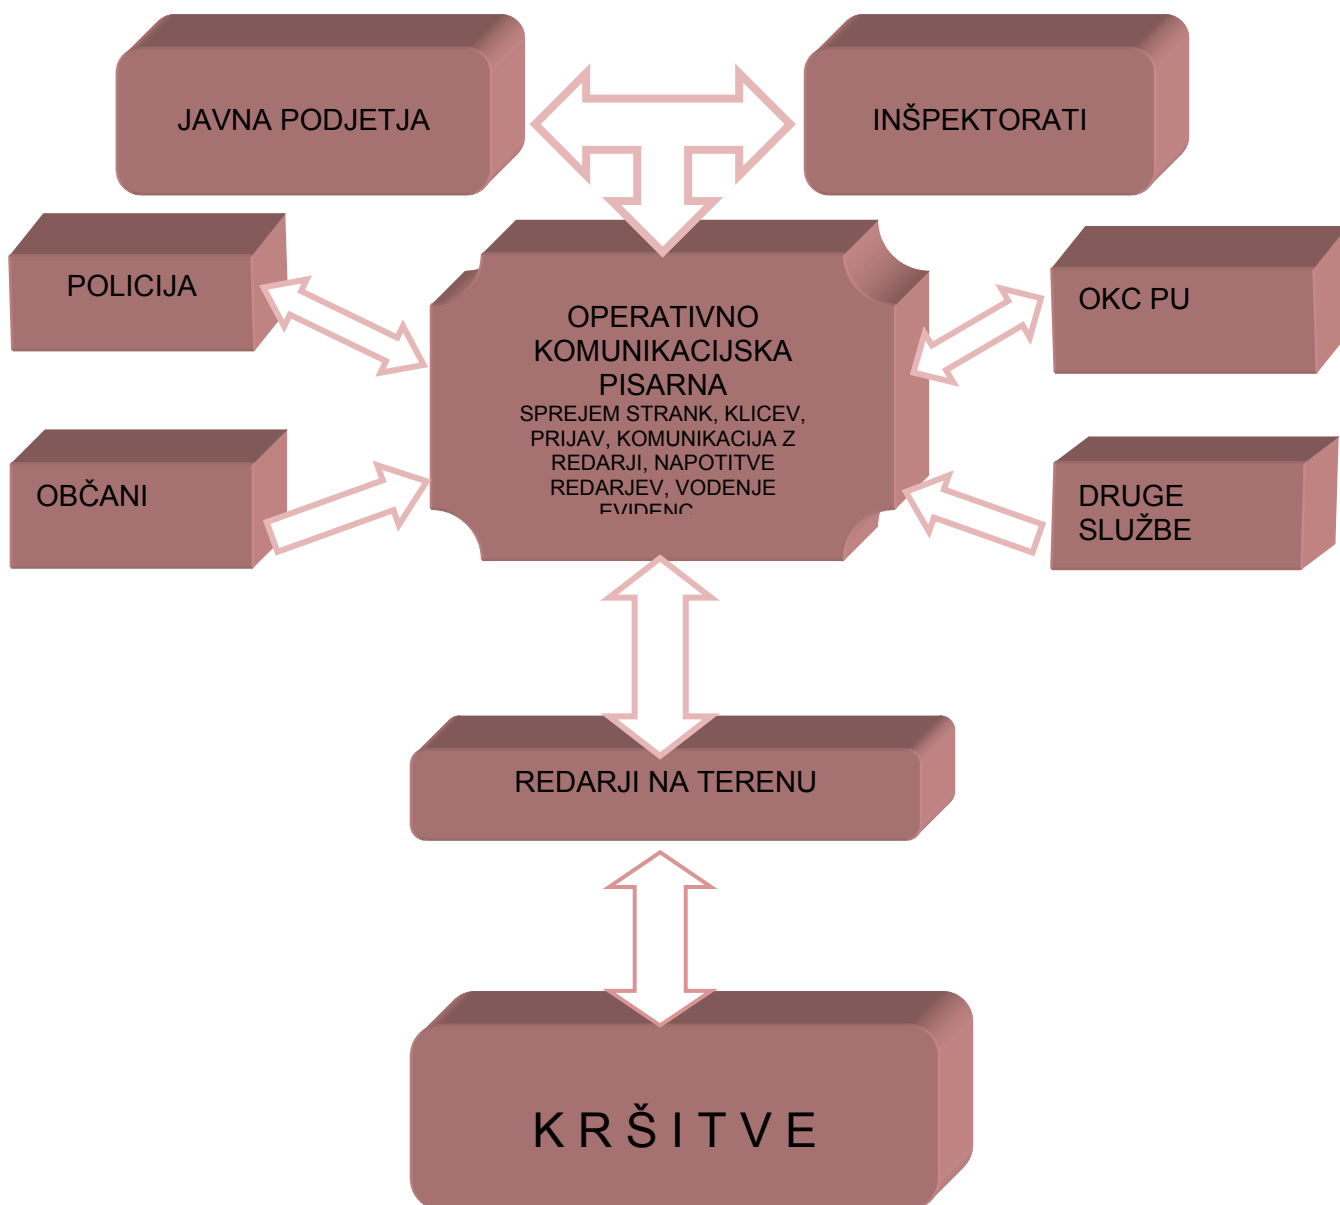 JAVNA PODJETJA
INŠPEKTORATI
POLICIJA
OPERATIVNO
KOMUNIKACIJSKA
PISARNA
SPREJEM STRANK, KLICEV,
PRIJAV, KOMUNIKACIJA Z
REDARJI, NAPOTITVE
REDARJEV, VODENJE
EVIDENC
OKC PU
OBČANI
DRUGE
SLUŽBE
REDARJI NA TERENU
K R Š I T V E